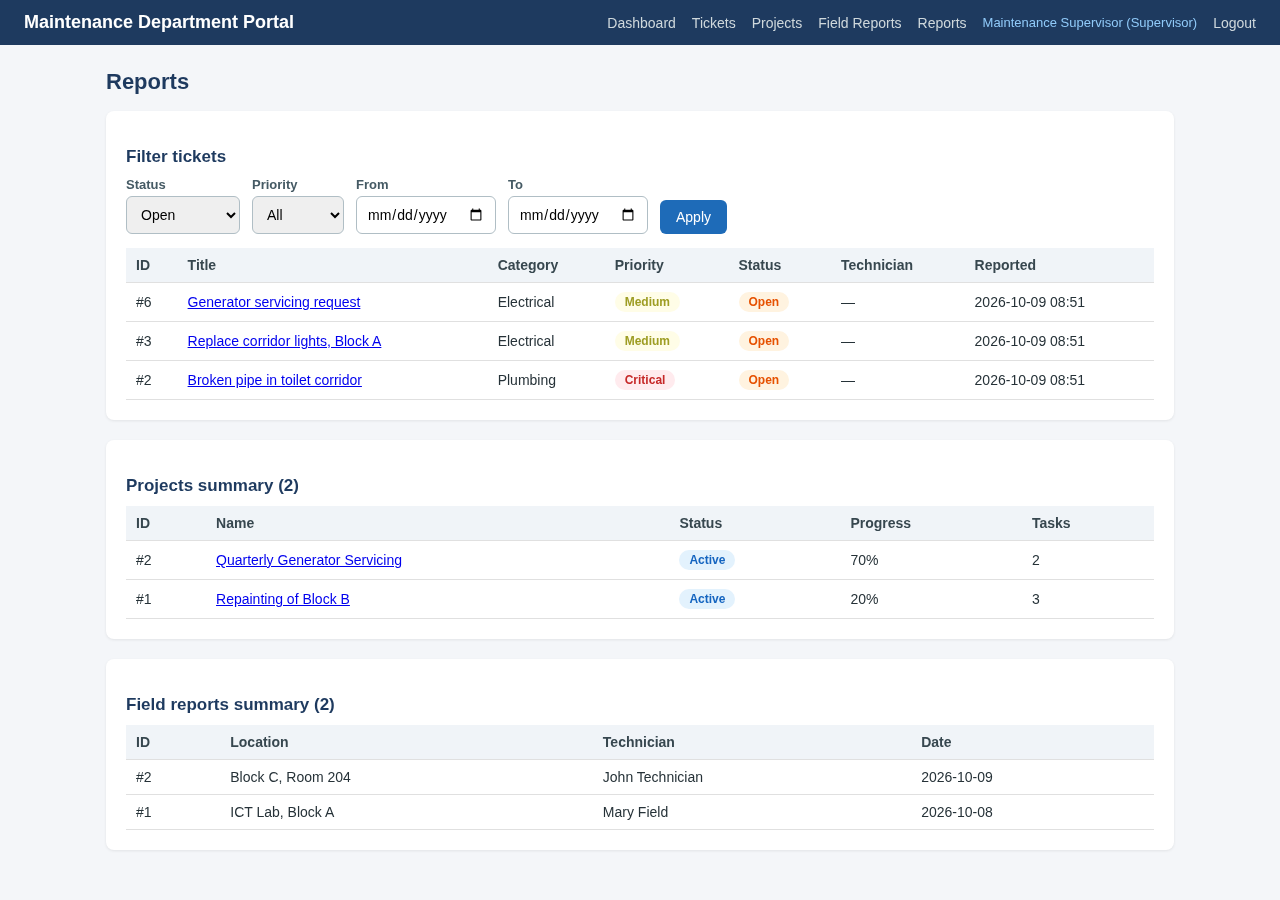 Maintenance Department Portal Dashboard Tickets Projects Field Reports Reports Maintenance Supervisor (Supervisor) Logout
Reports
Filter tickets
Status Priority From To
Open All mm/dd/yyyy mm/dd/yyyy Apply
ID Title Category Priority Status Technician Reported
#6 Generator servicing request Electrical Medium Open — 2026-10-09 08:51
#3 Replace corridor lights, Block A Electrical Medium Open — 2026-10-09 08:51
#2 Broken pipe in toilet corridor Plumbing Critical Open — 2026-10-09 08:51
Projects summary (2)
ID Name Status Progress Tasks
#2 Quarterly Generator Servicing Active 70% 2
#1 Repainting of Block B Active 20% 3
Field reports summary (2)
ID Location Technician Date
#2 Block C, Room 204 John Technician 2026-10-09
#1 ICT Lab, Block A Mary Field 2026-10-08